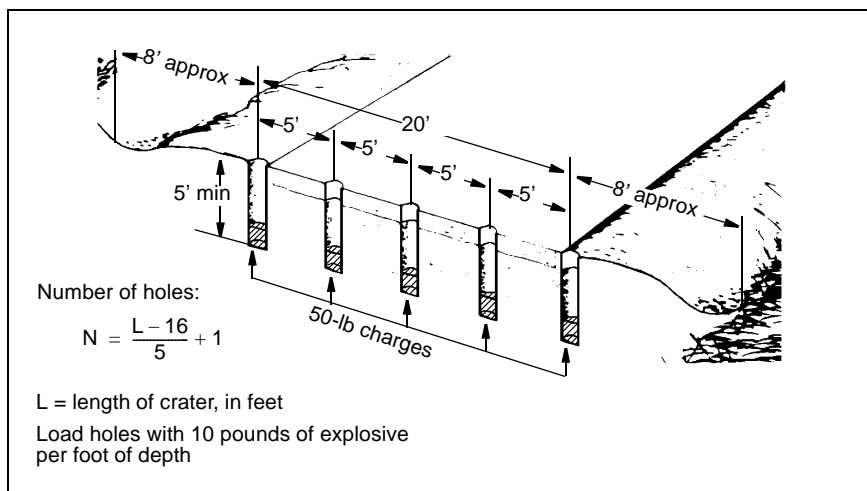 8’ approx
20’
5’
5’
5’
5’
8’ approx
5’ min
50-lb charges
Number of holes:
N = (L – 16) / 5 + 1
L = length of crater, in feet
Load holes with 10 pounds of explosive
per foot of depth